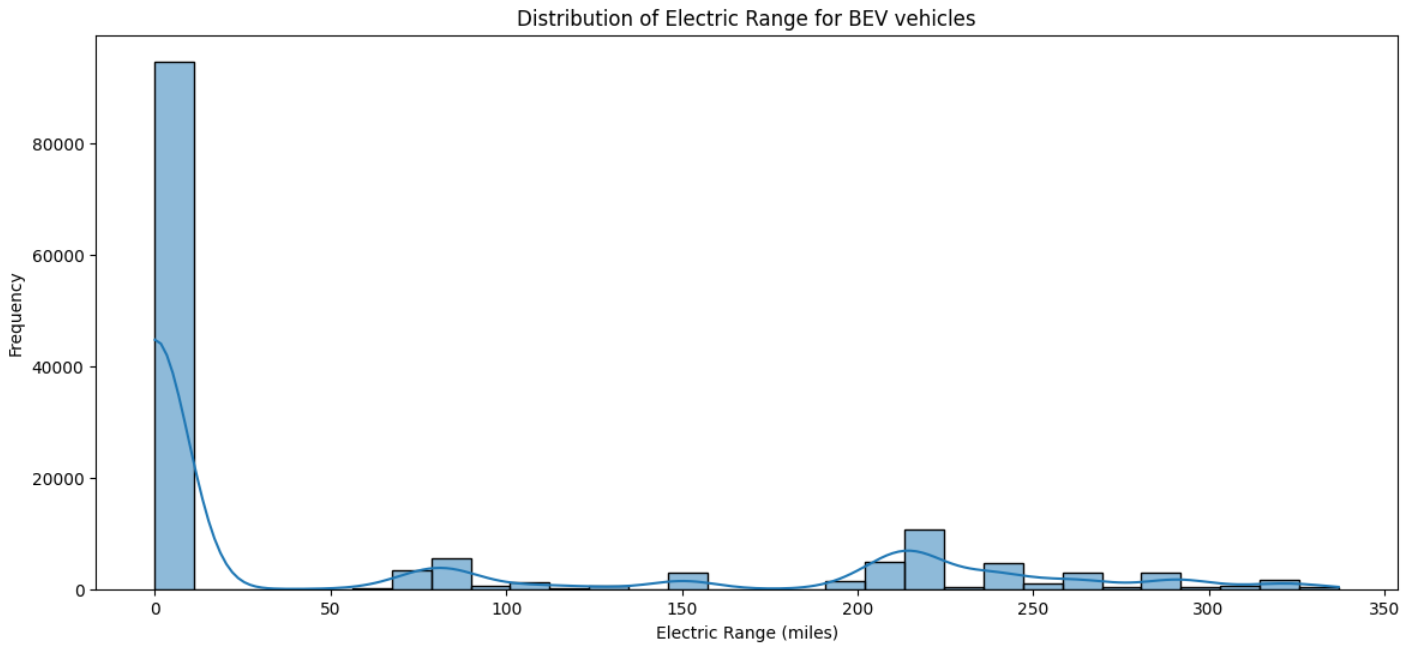 Distribution of Electric Range for BEV vehicles
80000
60000
40000
20000
0
Frequency
0 50 100 150 200 250 300 350
Electric Range (miles)